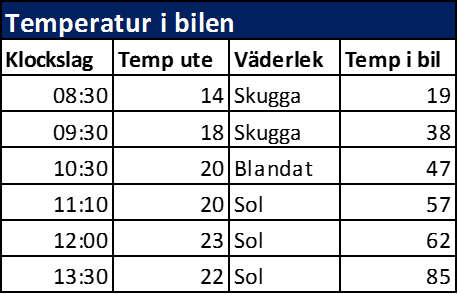 Temperatur i bilen
Klockslag Temp ute Väderlek Temp i bil
08:30 14 Skugga 19
09:30 18 Skugga 38
10:30 20 Blandat 47
11:10 20 Sol 57
12:00 23 Sol 62
13:30 22 Sol 85